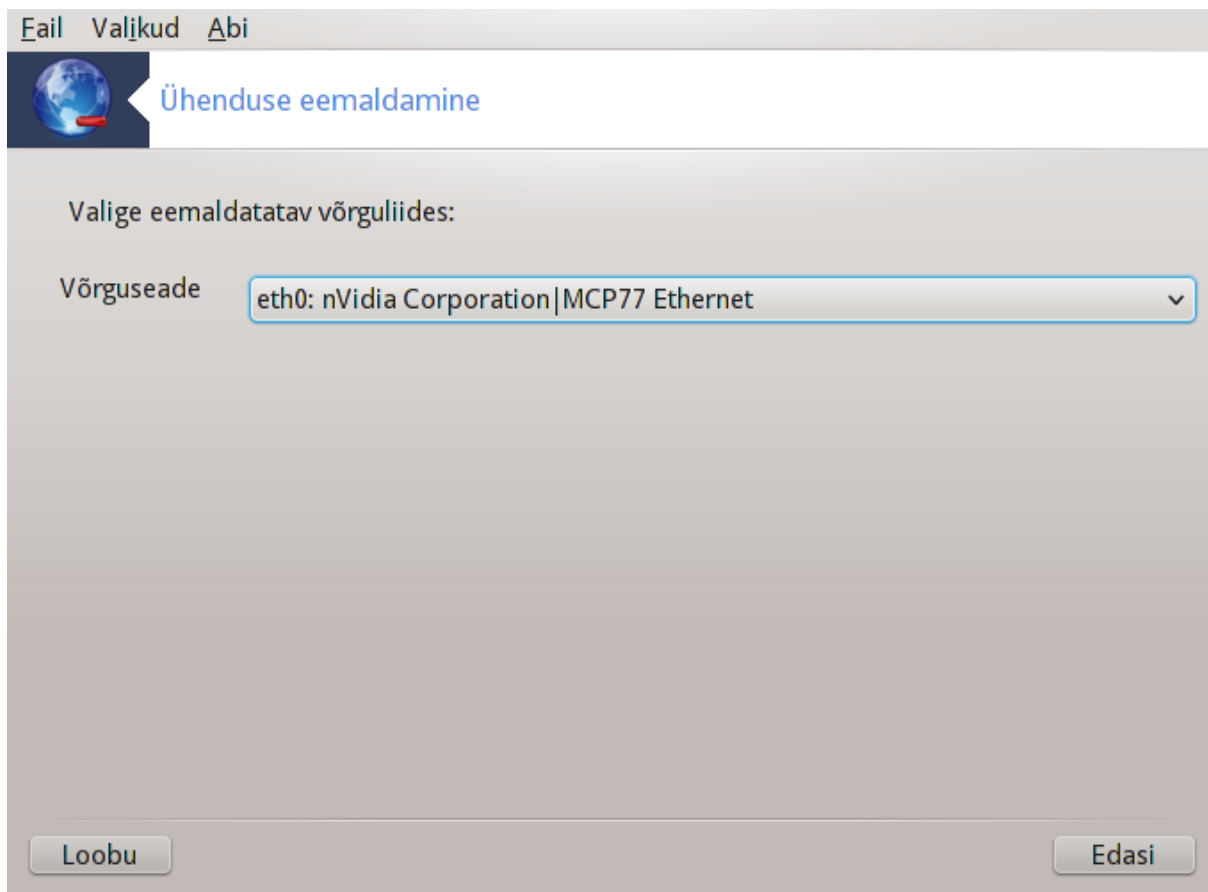 Fail Valikud Abi
Ühenduse eemaldamine
Valige eemaldatatav võrguliides:
Võrguseade eth0: nVidia Corporation|MCP77 Ethernet
Loobu Edasi